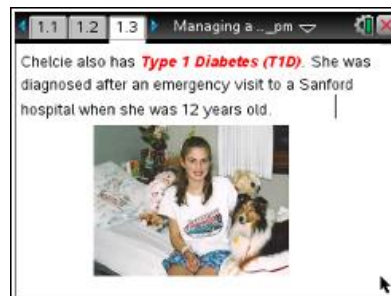 1.1 1.2 1.3 Managing a ..._pm
Chelcie also has Type 1 Diabetes (T1D). She was
diagnosed after an emergency visit to a Sanford
hospital when she was 12 years old.